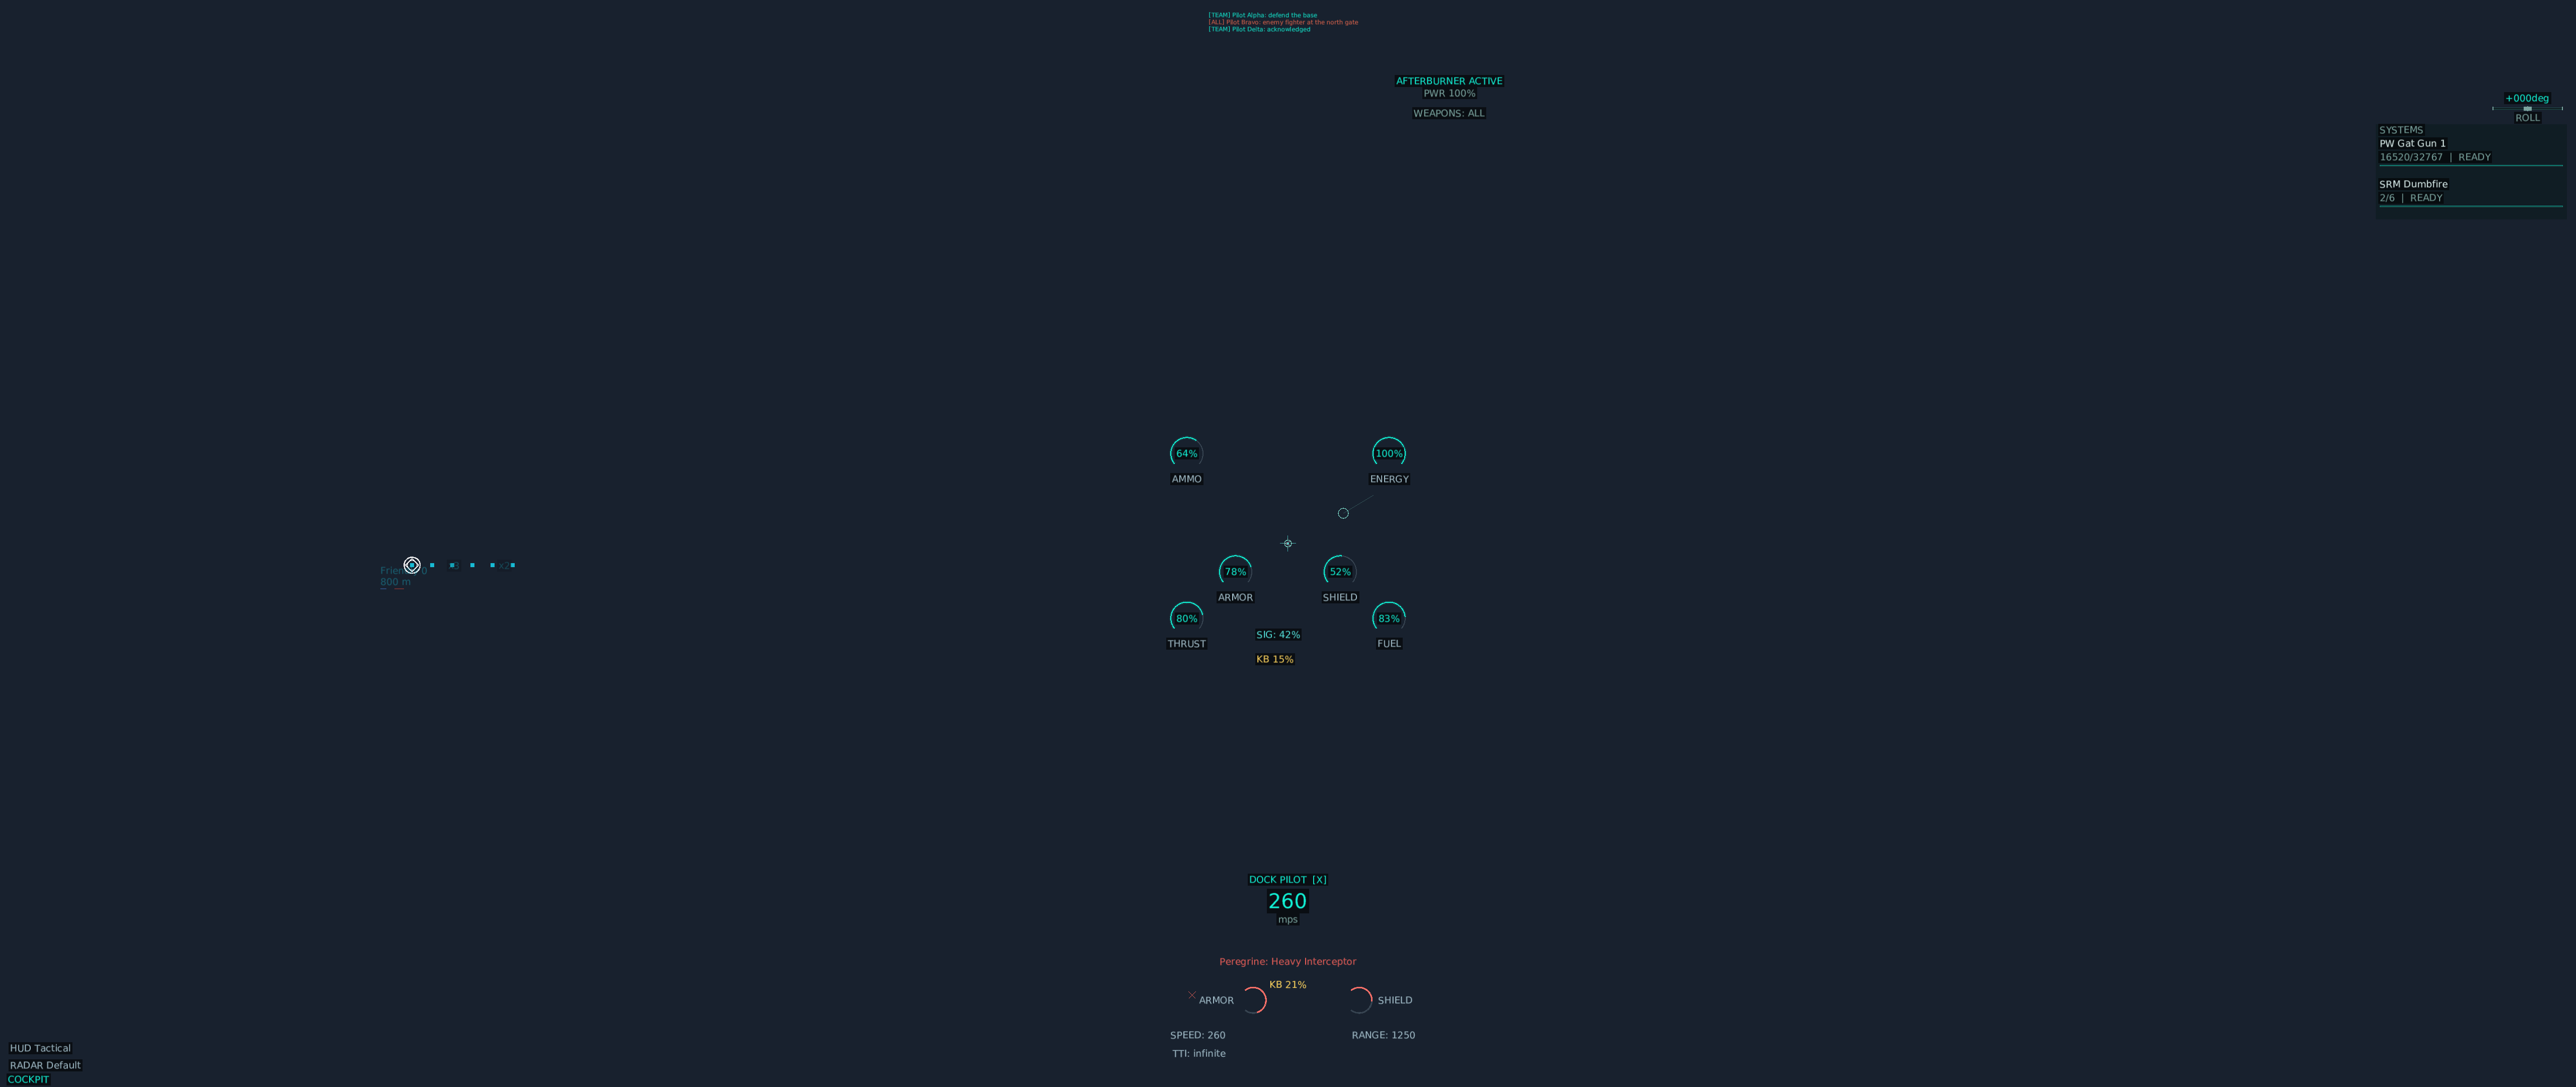 [TEAM] Pilot Alpha: defend the base
[ALL] Pilot Bravo: enemy fighter at the north gate
[TEAM] Pilot Delta: acknowledged
AFTERBURNER ACTIVE
PWR 100%
WEAPONS: ALL
+000deg
ROLL
SYSTEMS
PW Gat Gun 1
16520/32767 | READY
SRM Dumbfire
2/6 | READY
64%
AMMO
100%
ENERGY
800 m
78%
ARMOR
52%
SHIELD
80%
THRUST
83%
FUEL
SIG: 42%
KB 15%
DOCK PILOT [X]
260
mps
Peregrine: Heavy Interceptor
KB 21%
ARMOR
SHIELD
SPEED: 260
RANGE: 1250
TTI: infinite
HUD Tactical
RADAR Default
COCKPIT